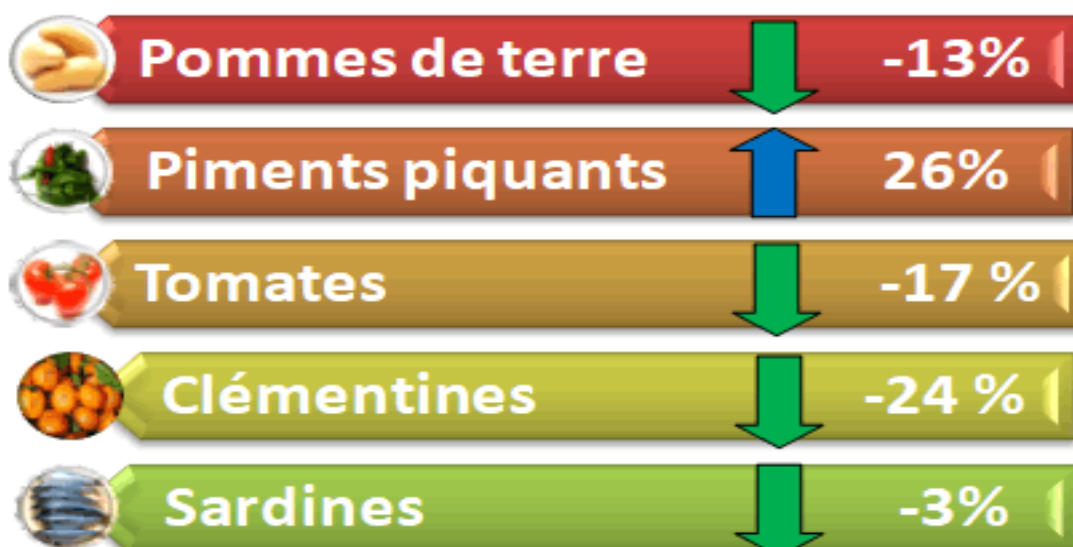 Pommes de terre -13%
Piments piquants 26%
Tomates -17 %
Clémentines -24 %
Sardines -3%